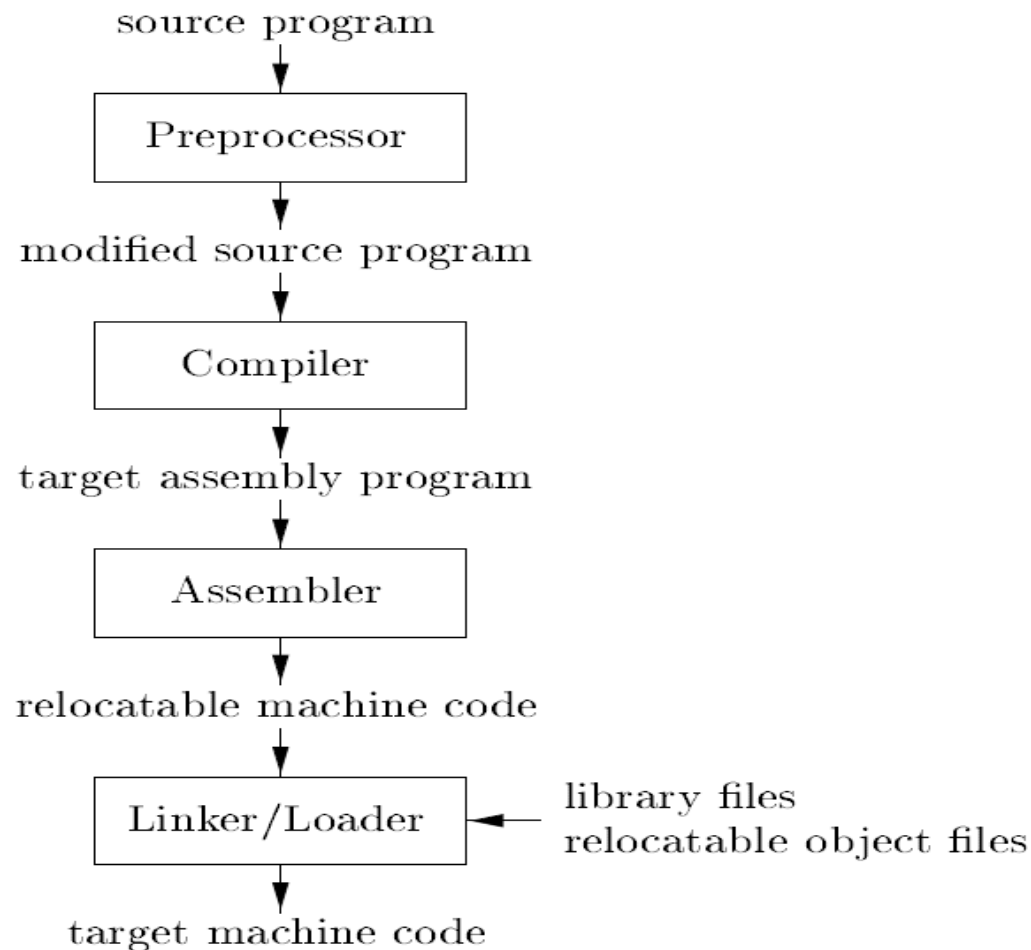 source program
Preprocessor
modified source program
Compiler
target assembly program
Assembler
relocatable machine code
Linker/Loader
library files
relocatable object files
target machine code